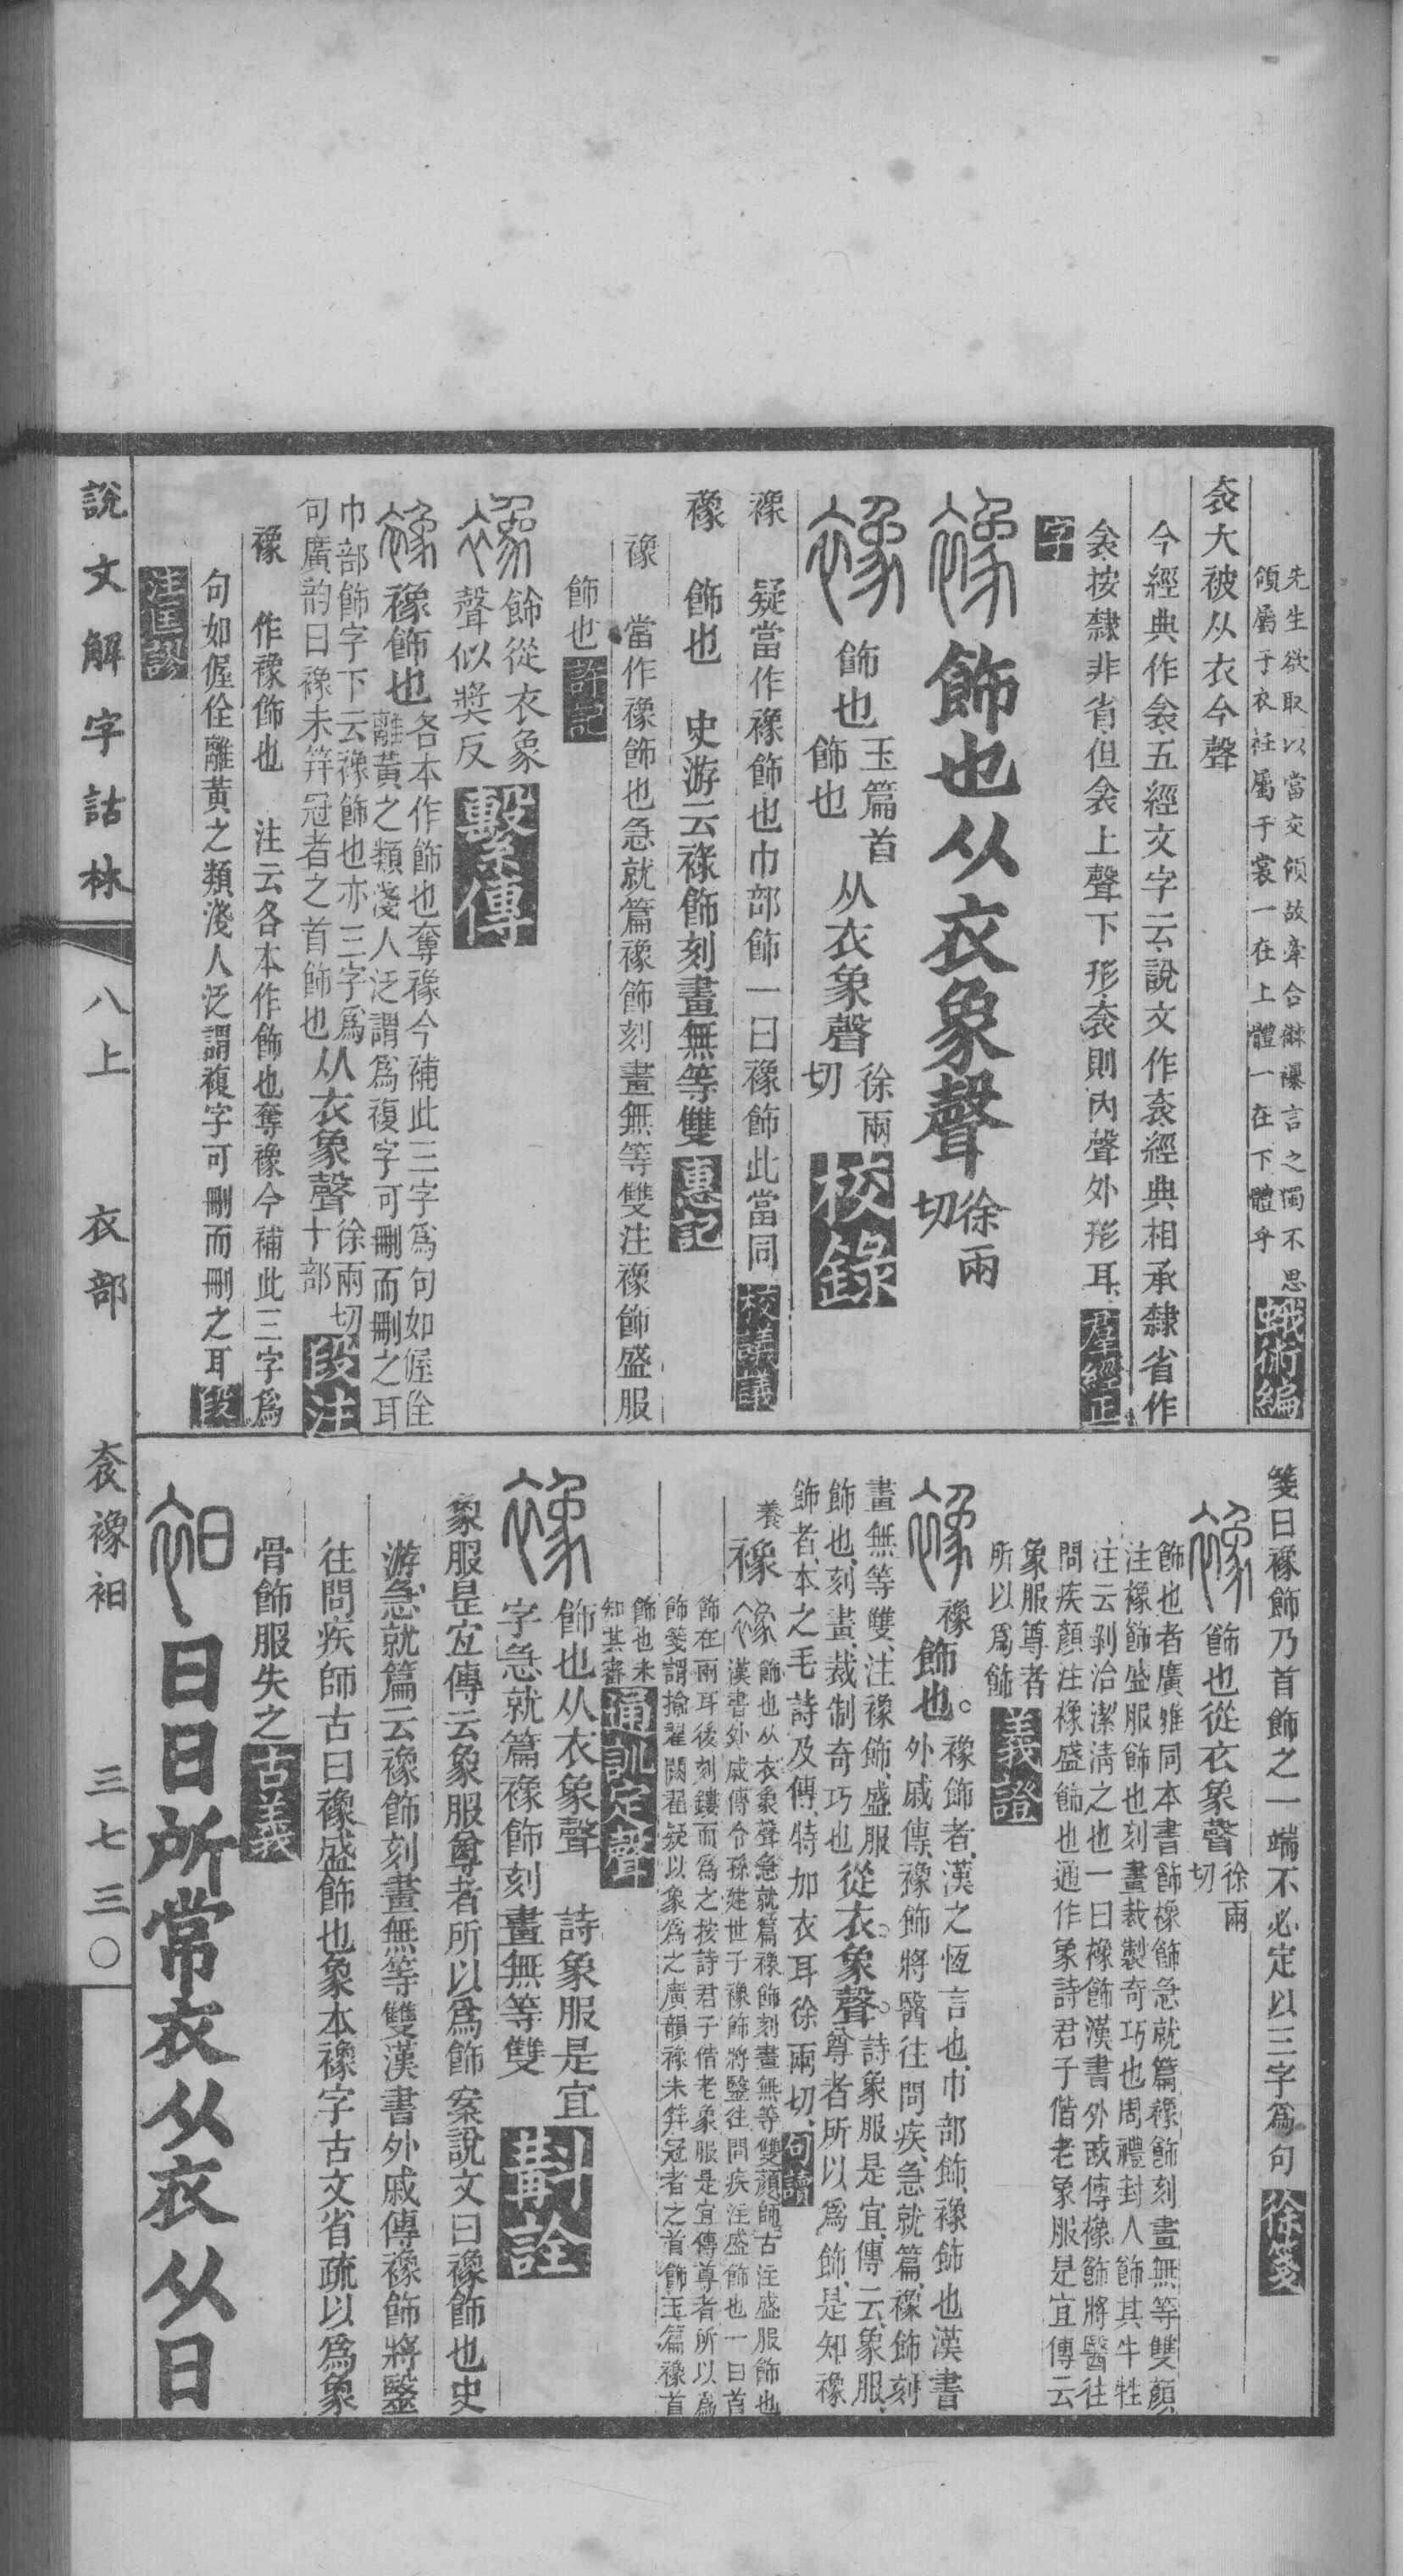 先生欲取以當交領故牽合𣝗襮言之獨不思
領屬于衣衽屬于裳一在上體一在下體乎
蛾術編
衾大被从衣今聲
今經典作衾五經文字云說文作衾經典相承隸省作
衾按隸非省但衾上聲下形衾則內聲外形耳
羣經正
字
飾也从衣象聲徐兩切
飾也玉篇首飾也从衣象聲徐兩切
校錄
襐 疑當作襐飾也巾部飾一曰襐飾此當同
校議議
襐 飾也 史游云襐飾刻畫無等雙
惠記
襐 當作襐飾也急就篇襐飾刻畫無等雙注襐飾盛服
飾也
許記
飾從衣象
聲似獎反
繫傳
襐飾也各本作飾也奪襐今補此三字爲句如偓佺
離黃之類淺人泛謂爲複字可刪而刪之耳
巾部飾字下云襐飾也亦三字爲
句廣韵曰襐未笄冠者之首飾也
从衣象聲徐兩切十部
段注
襐 作襐飾也 注云各本作飾也奪襐今補此三字爲
句如偓佺離黃之類淺人泛謂複字可刪而刪之耳
段
注匡謬
箋曰襐飾乃首飾之一端不必定以三字爲句
徐箋
飾也從衣象聲徐兩切
飾也者廣雅同本書飾襐飾急就篇襐飾刻畫無等雙顏
注襐飾盛服飾也刻畫裁製奇巧也周禮封人飾其牛牲
注云剝治潔清之也一曰襐飾漢書外戚傳襐飾將醫往
問疾顏注襐盛飾也通作象詩君子偕老象服是宜傳云
象服尊者
所以爲飾
義證
襐飾也。襐飾者漢之恆言也巾部飾襐飾也漢書
外戚傳襐飾將醫往問疾急就篇襐飾刻
畫無等雙注襐飾盛服
飾也刻畫裁制奇巧也
從衣象聲。詩象服是宜傳云象服
尊者所以爲飾是知襐
飾者本之毛詩及傳特加衣耳徐兩切
句讀
養
襐
飾也从衣象聲急就篇襐飾刻畫無等雙顏師古注盛服飾也
漢書外戚傳令孫建世子襐飾將毉往問疾注盛飾也一曰首
飾在兩耳後刻鏤而爲之按詩君子偕老象服是宜傳尊者所以爲
飾箋謂揄翟闕翟疑以象爲之廣韻襐未笄冠者之首飾玉篇襐首
飾也未
知其審
通訓定聲
飾也从衣象聲 詩象服是宜
字急就篇襐飾刻畫無等雙
斠詮
象服是宜傳云象服尊者所以爲飾 案說文曰襐飾也史
游急就篇云襐飾刻畫無等雙漢書外戚傳襐飾將毉
往問疾師古曰襐盛飾也象本襐字古文省疏以爲象
骨飾服失之
古義
日日所常衣从衣从日
說文解字詁林 八上 衣部 衾襐衵 三七三〇